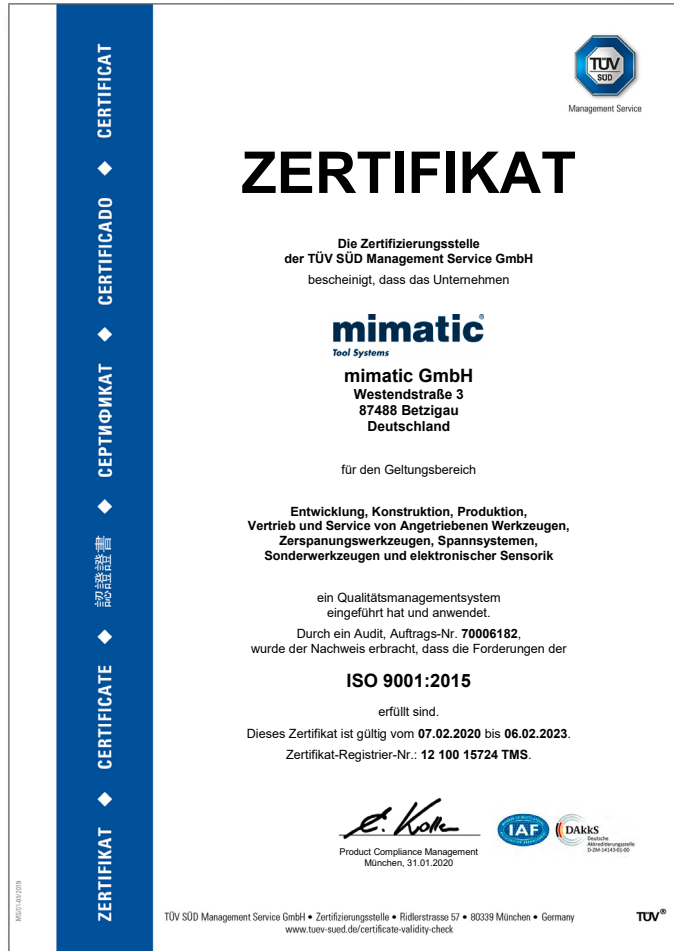 ZERTIFIKAT ◆ CERTIFICATE ◆ 認證證書 ◆ СЕРТИФИКАТ ◆ CERTIFICADO ◆ CERTIFICAT
TÜV
SÜD
Management Service
ZERTIFIKAT
Die Zertifizierungsstelle
der TÜV SÜD Management Service GmbH
bescheinigt, dass das Unternehmen
mimatic®
Tool Systems
mimatic GmbH
Westendstraße 3
87488 Betzigau
Deutschland
für den Geltungsbereich
Entwicklung, Konstruktion, Produktion,
Vertrieb und Service von Angetriebenen Werkzeugen,
Zerspanungswerkzeugen, Spannsystemen,
Sonderwerkzeugen und elektronischer Sensorik
ein Qualitätsmanagementsystem
eingeführt hat und anwendet.
Durch ein Audit, Auftrags-Nr. 70006182,
wurde der Nachweis erbracht, dass die Forderungen der
ISO 9001:2015
erfüllt sind.
Dieses Zertifikat ist gültig vom 07.02.2020 bis 06.02.2023.
Zertifikat-Registrier-Nr.: 12 100 15724 TMS.
Product Compliance Management
München, 31.01.2020
IAF
DAkkS
Deutsche
Akkreditierungsstelle
D-ZM-14143-01-00
TÜV SÜD Management Service GmbH • Zertifizierungsstelle • Ridlerstrasse 57 • 80339 München • Germany
www.tuev-sued.de/certificate-validity-check
TÜV®